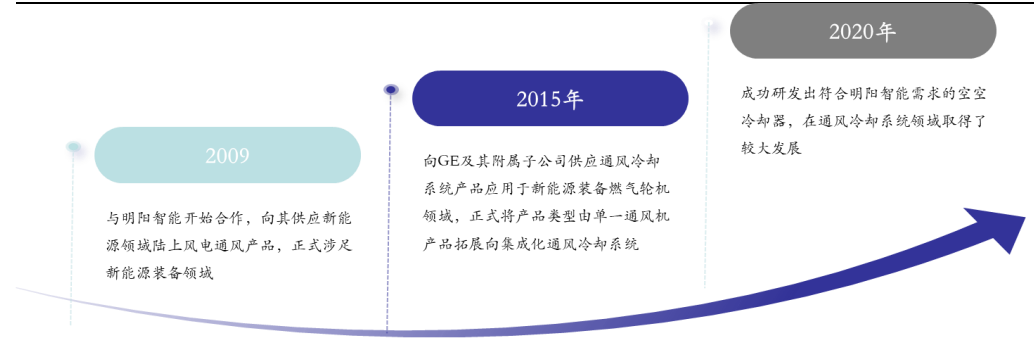 2009
与明阳智能开始合作，向其供应新能
源领域陆上风电通风产品，正式涉足
新能源装备领域
2015年
向GE及其附属子公司供应通风冷却
系统产品应用于新能源装备燃气轮机
领域，正式将产品类型由单一通风机
产品拓展向集成化通风冷却系统
2020年
成功研发出符合明阳智能需求的空空
冷却器，在通风冷却系统领域取得了
较大发展